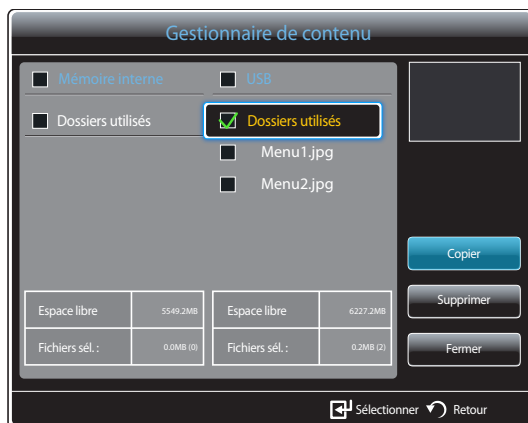 Gestionnaire de contenu
Mémoire interne USB
Dossiers utilisés Dossiers utilisés
Menu1.jpg
Menu2.jpg
Copier
Espace libre 5549.2MB Espace libre 6227.2MB Supprimer
Fichiers sél. : 0.0MB (0) Fichiers sél. : 0.2MB (2) Fermer
Sélectionner Retour